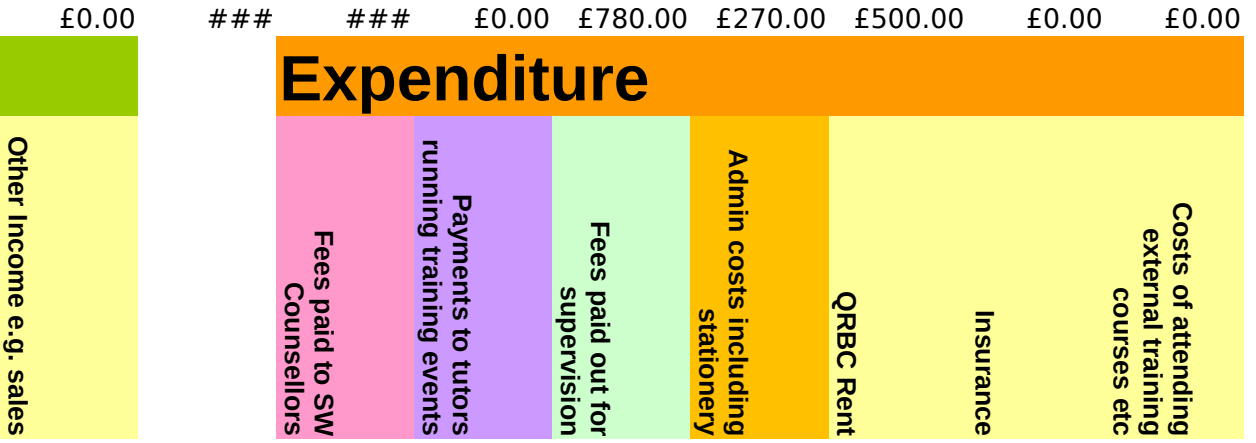 £0.00 ### ### £0.00 £780.00 £270.00 £500.00 £0.00 £0.00
Expenditure
Other Income e.g. sales
Fees paid to SW
Counsellors
Payments to tutors
running training events
Fees paid out for
supervision
Admin costs including
stationery
QRBC Rent
Insurance
Costs of attending
external training
courses etc